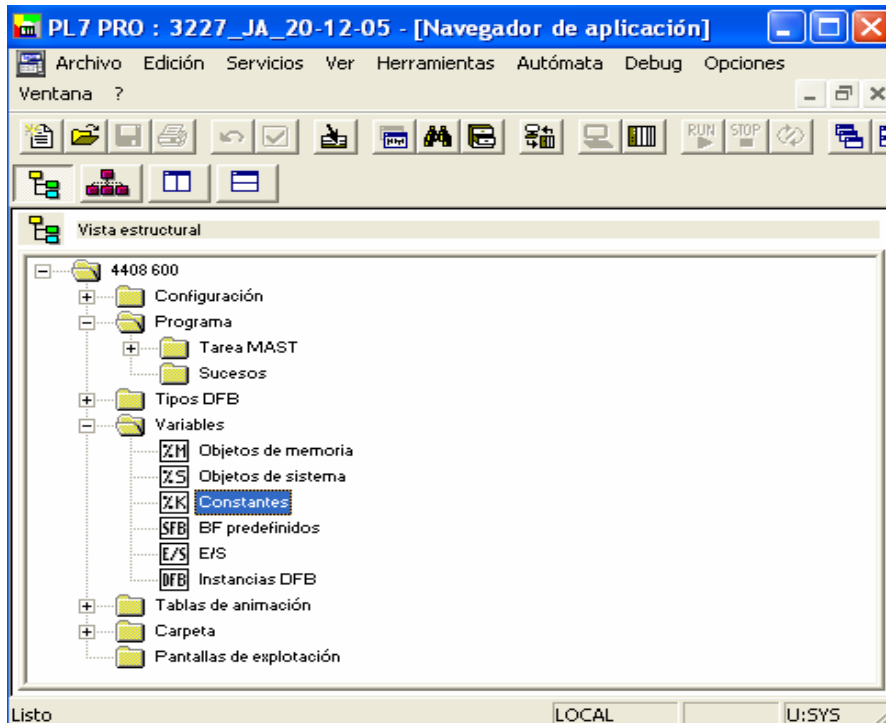 PL7 PRO : 3227_JA_20-12-05 - [Navegador de aplicación]
Archivo Edición Servicios Ver Herramientas Autómata Debug Opciones
Ventana ?
RUN STOP
Vista estructural
4408 600
Configuración
Programa
Tarea MAST
Sucesos
Tipos DFB
Variables
%M Objetos de memoria
%S Objetos de sistema
%K Constantes
SFB BF predefinidos
E/S E/S
DFB Instancias DFB
Tablas de animación
Carpeta
Pantallas de explotación
Listo LOCAL U:SYS